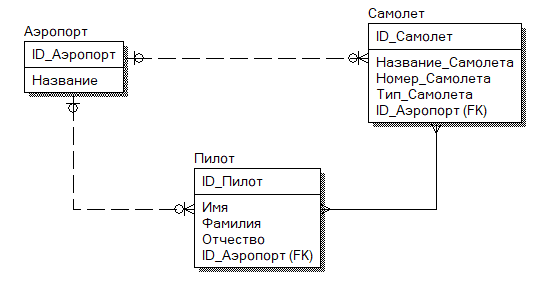 Аэропорт
ID_Аэропорт
Название
Самолет
ID_Самолет
Название_Самолета
Номер_Самолета
Тип_Самолета
ID_Аэропорт (FK)
Пилот
ID_Пилот
Имя
Фамилия
Отчество
ID_Аэропорт (FK)